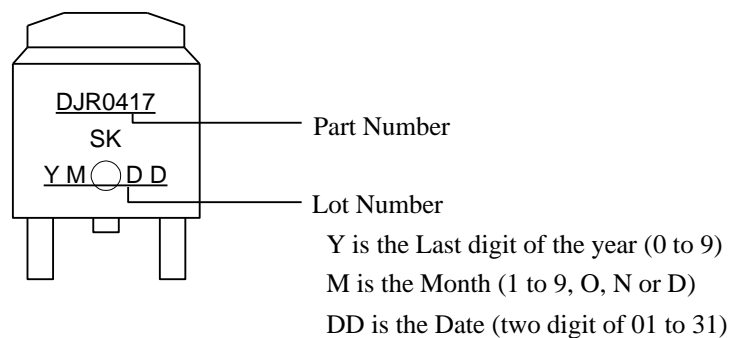 DJR0417
Part Number
SK
Y M D D
Lot Number
Y is the Last digit of the year (0 to 9)
M is the Month (1 to 9, O, N or D)
DD is the Date (two digit of 01 to 31)